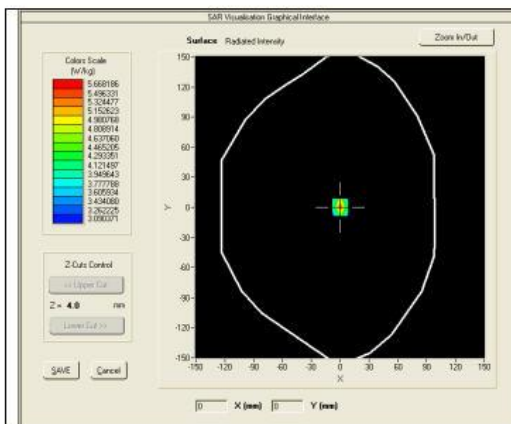 SAR Visualisation Graphical Interface
Surface Radiated Intensity
Zoom In/Out
Colors Scale
(W/kg)
5.668186
5.496331
5.324477
5.152623
4.980768
4.808914
4.637060
4.465205
4.293351
4.121497
3.949643
3.777788
3.605934
3.434080
3.262225
3.090371
Z-Cuts Control
<< Upper Cut
Z = 4.0 mm
Lower Cut >>
SAVE Cancel
Y
150
120
90
60
30
0
-30
-60
-90
-120
-150
-150 -120 -90 -60 -30 0 30 60 90 120 150
X
0 X (mm) 0 Y (mm)